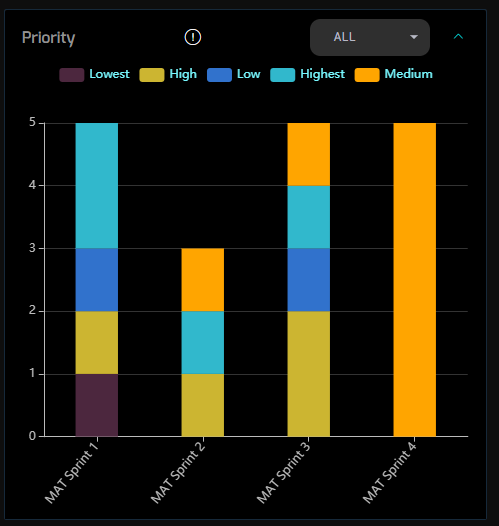 Priority ALL
Lowest High Low Highest Medium
5
4
3
2
1
0
MAT Sprint 1 MAT Sprint 2 MAT Sprint 3 MAT Sprint 4